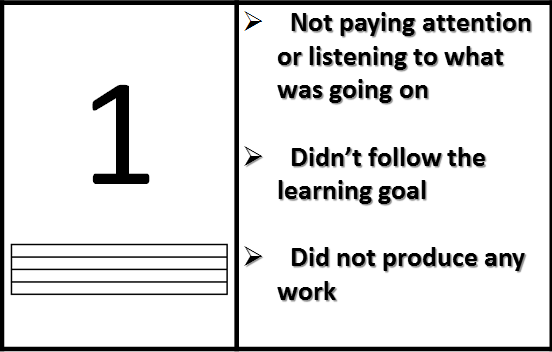 1
➢ Not paying attention
or listening to what
was going on
➢ Didn’t follow the
learning goal
➢ Did not produce any
work